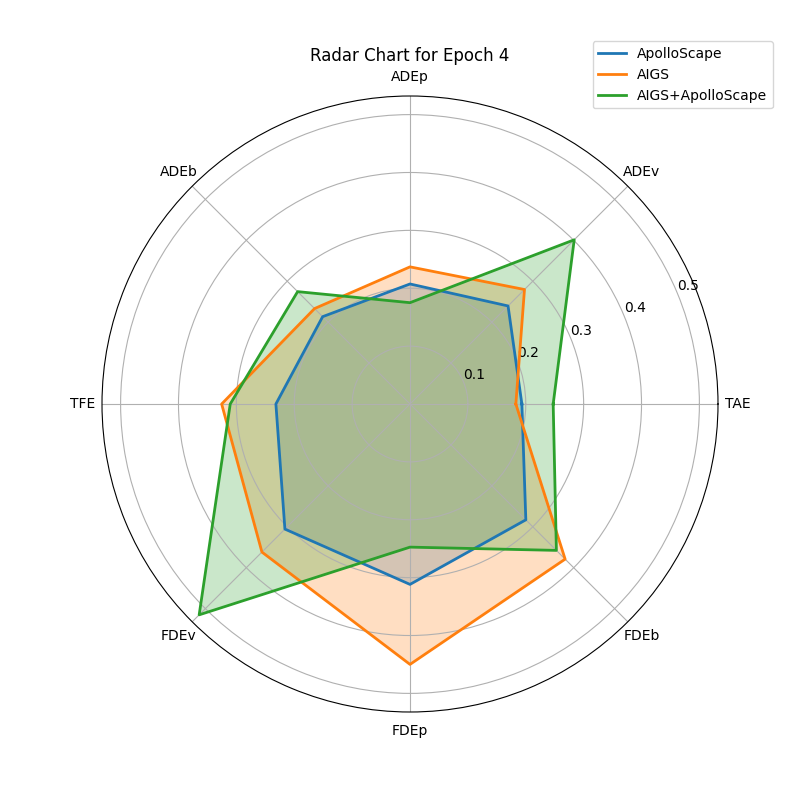 Radar Chart for Epoch 4
ApolloScape
AIGS
AIGS+ApolloScape
ADEp
ADEb
ADEv
0.5
0.4
0.3
0.2
0.1
TFE
TAE
FDEv
FDEb
FDEp